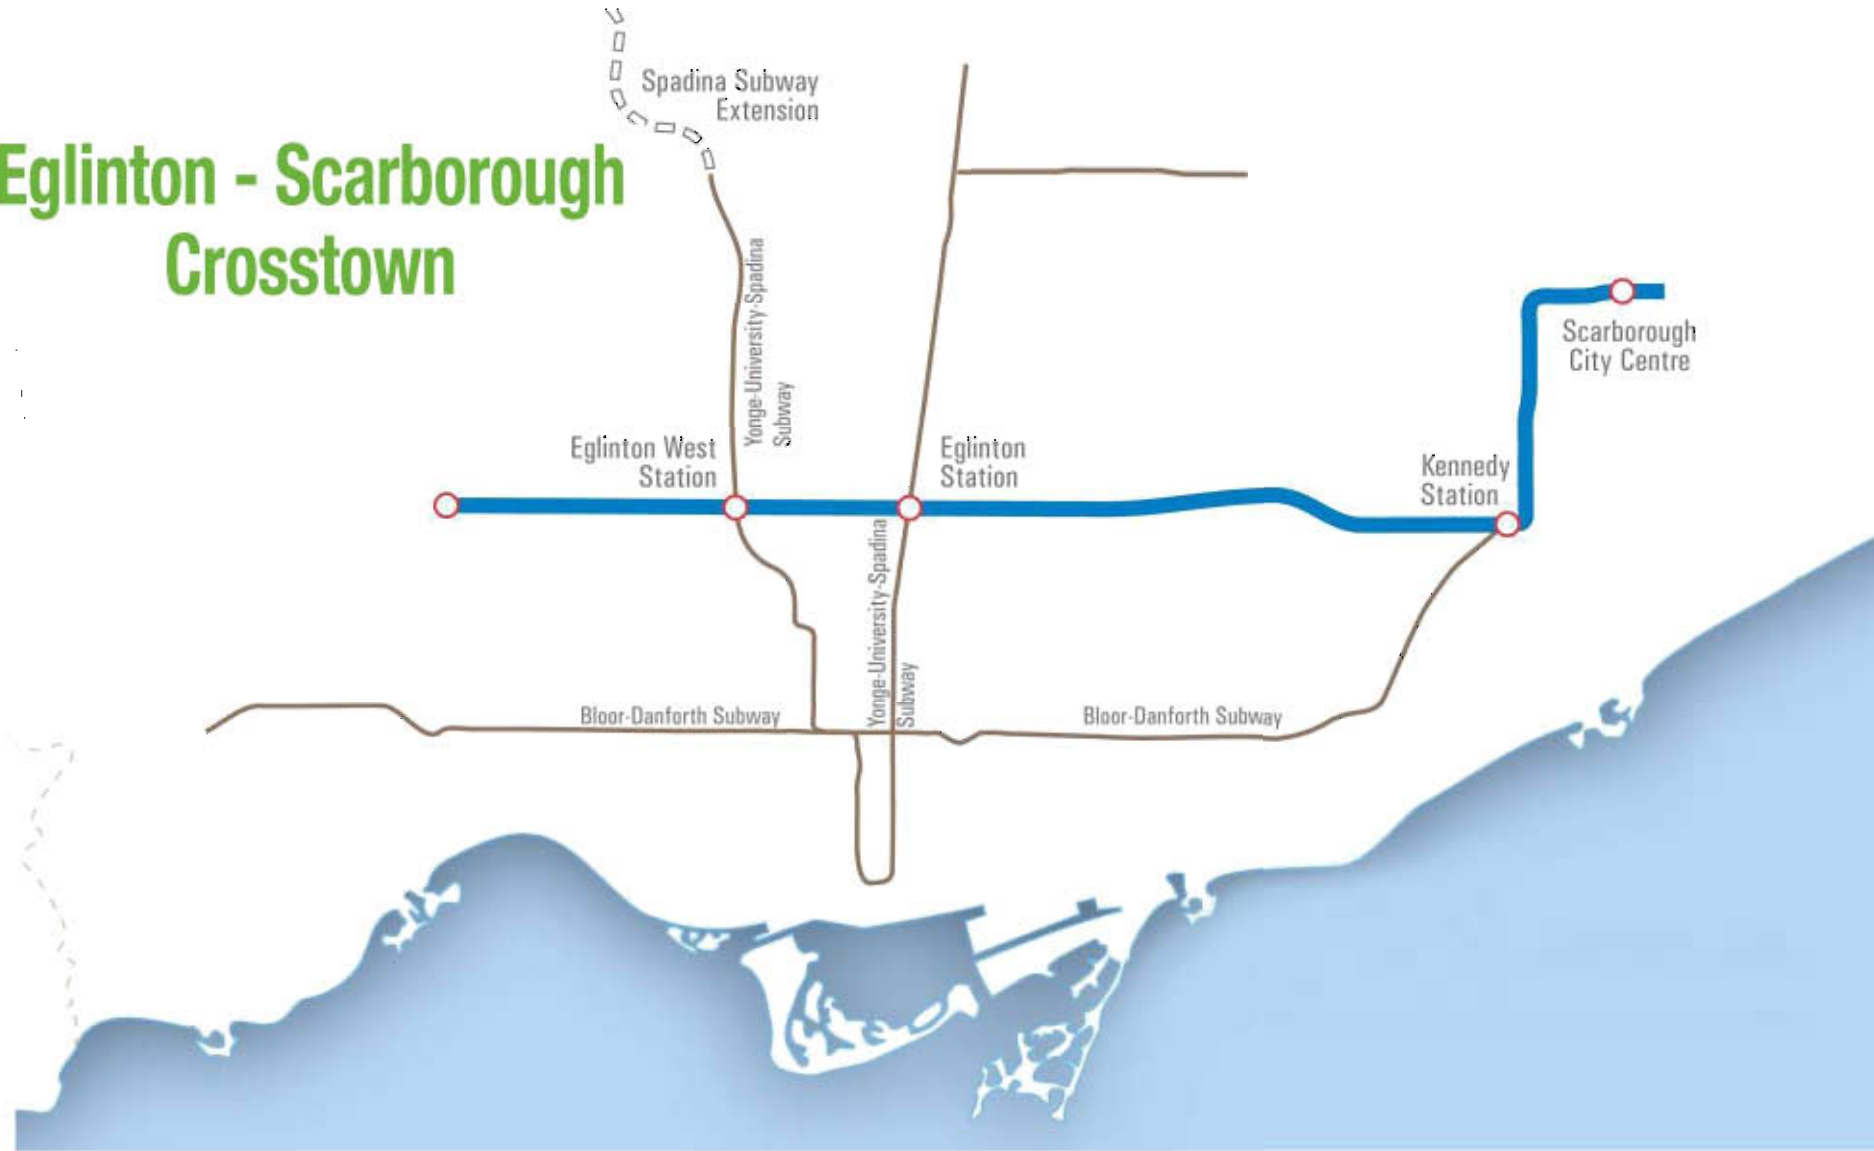 Spadina Subway
Extension
Eglinton - Scarborough
Crosstown
Yonge-University-Spadina
Subway
Scarborough
City Centre
Eglinton West
Station
Eglinton
Station
Kennedy
Station
Yonge-University-Spadina
Subway
Bloor-Danforth Subway
Bloor-Danforth Subway